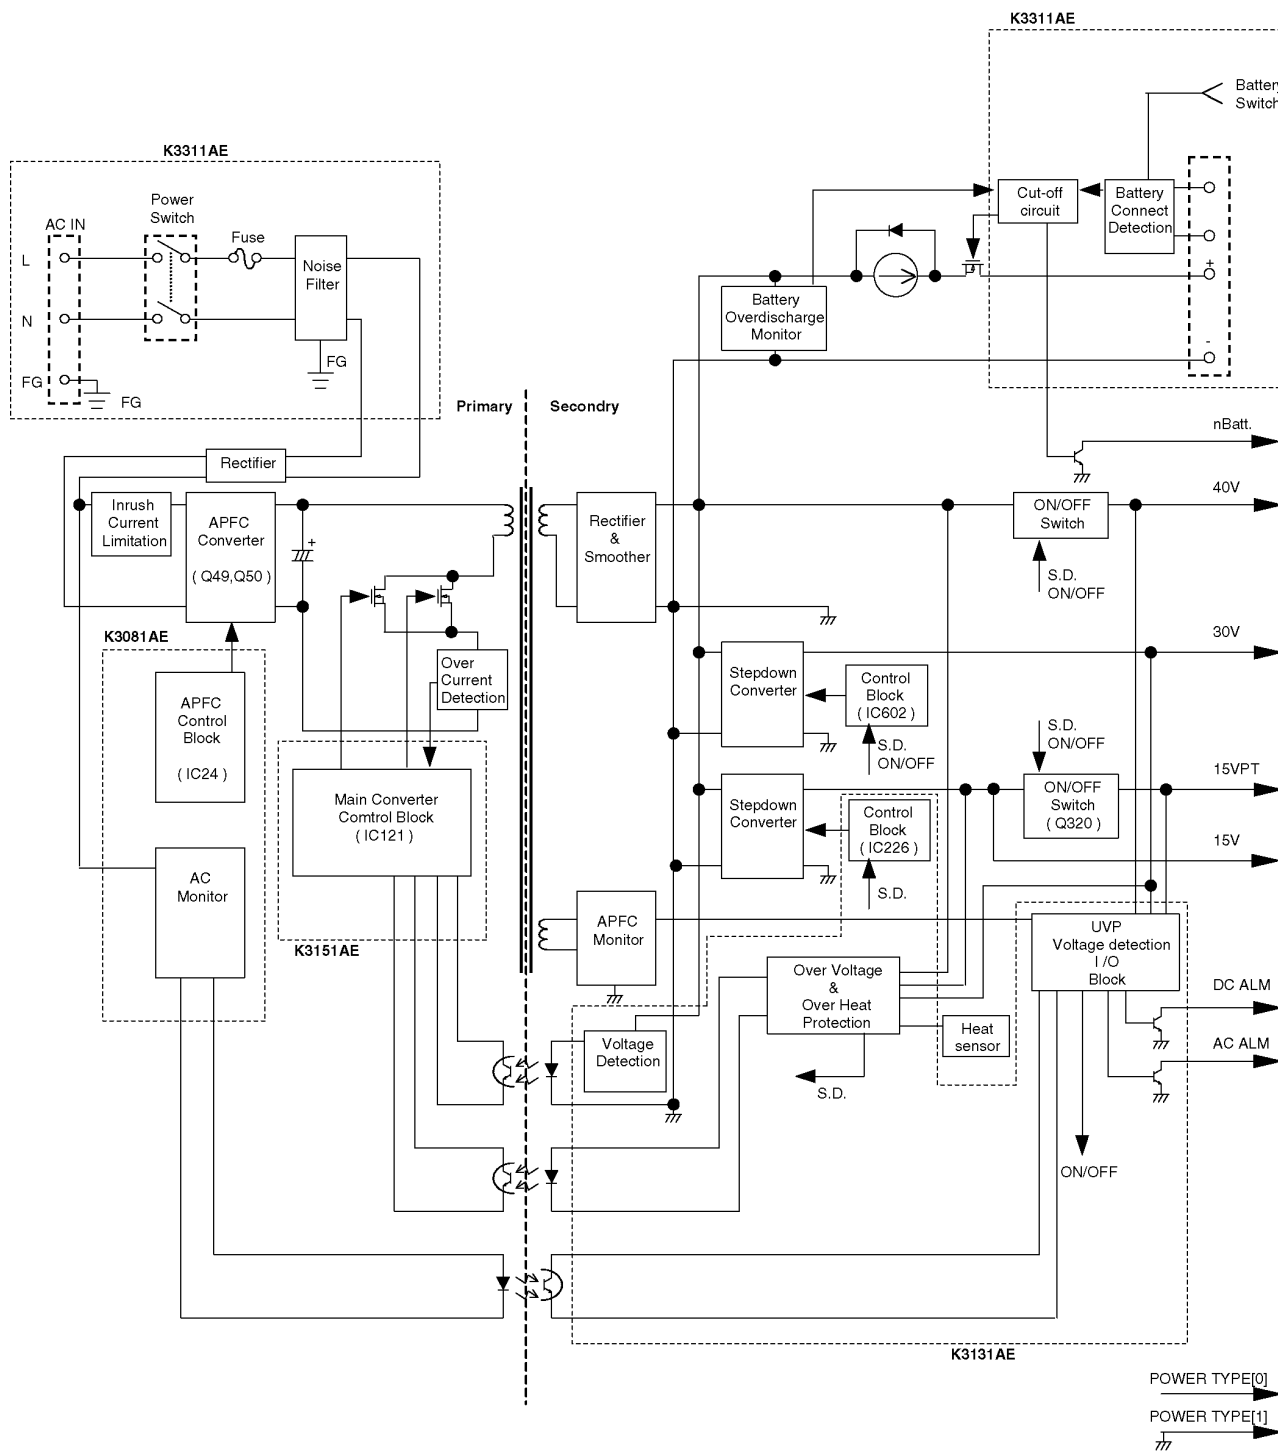 K3311AE
Battery
Switch
K3311AE
Power
Switch
AC IN
Fuse
L
Noise
Filter
N
FG
FG
FG
Cut-off
circuit
Battery
Connect
Detection
+
-
Battery
Overdischarge
Monitor
Primary
Secondry
nBatt.
Rectifier
40V
Inrush
Current
Limitation
APFC
Converter
( Q49,Q50 )
+
Rectifier
&
Smoother
ON/OFF
Switch
S.D.
ON/OFF
K3081AE
30V
Over
Current
Detection
Stepdown
Converter
Control
Block
( IC602 )
S.D.
ON/OFF
APFC
Control
Block
( IC24 )
S.D.
ON/OFF
15VPT
Main Converter
Comtrol Block
( IC121 )
Stepdown
Converter
Control
Block
( IC226 )
S.D.
ON/OFF
Switch
( Q320 )
15V
AC
Monitor
K3151AE
APFC
Monitor
UVP
Voltage detection
I /O
Block
Over Voltage
&
Over Heat
Protection
DC ALM
Heat
sensor
AC ALM
Voltage
Detection
S.D.
ON/OFF
K3131AE
POWER TYPE[0]
POWER TYPE[1]